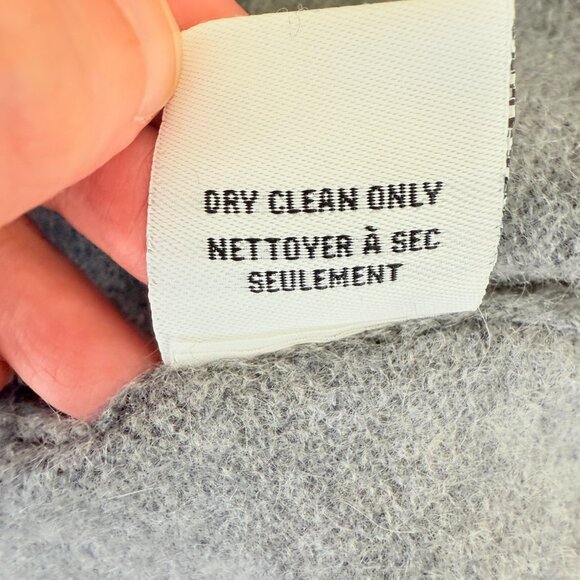 DRY CLEAN ONLY
NETTOYER À SEC
SEULEMENT